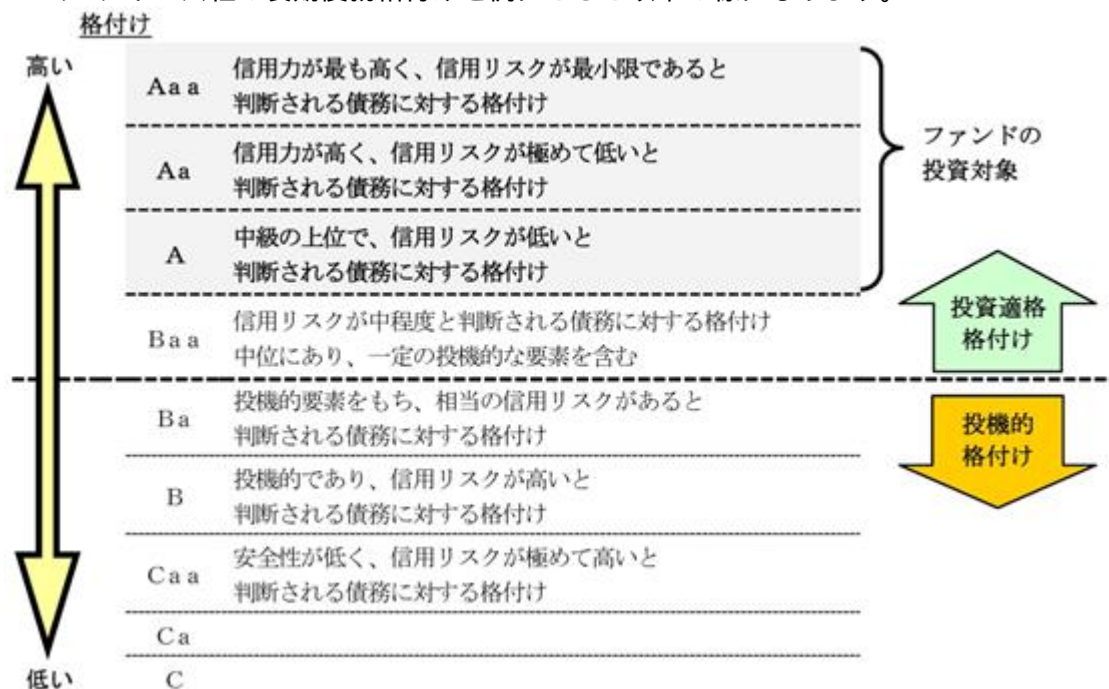 格付け
高い
Aaa
信用力が最も高く、信用リスクが最小限であると
判断される債務に対する格付け
Aa
信用力が高く、信用リスクが極めて低いと
判断される債務に対する格付け
A
中級の上位で、信用リスクが低いと
判断される債務に対する格付け
ファンドの
投資対象
Baa
信用リスクが中程度と判断される債務に対する格付け
中位にあり、一定の投機的な要素を含む
投資適格
格付け
Ba
投機的要素をもち、相当の信用リスクがあると
判断される債務に対する格付け
投機的
格付け
B
投機的であり、信用リスクが高いと
判断される債務に対する格付け
Caa
安全性が低く、信用リスクが極めて高いと
判断される債務に対する格付け
Ca
C
低い